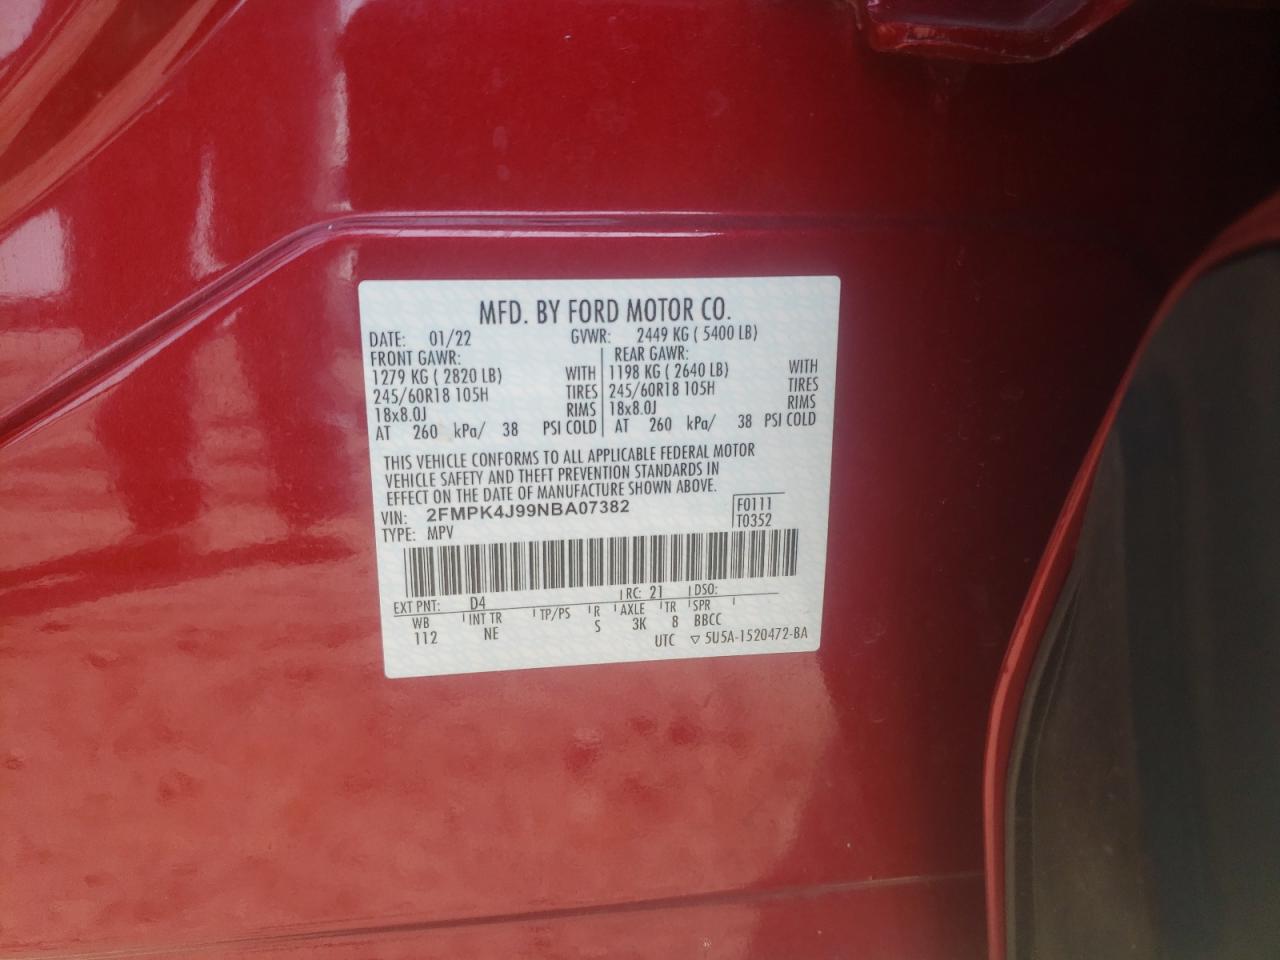 MFD. BY FORD MOTOR CO.
DATE: 01/22 GVWR: 2449 KG ( 5400 LB)
FRONT GAWR: REAR GAWR:
1279 KG ( 2820 LB) WITH 1198 KG ( 2640 LB) WITH
245/60R18 105H TIRES 245/60R18 105H TIRES
18x8.0J RIMS 18x8.0J RIMS
AT 260 kPa/ 38 PSI COLD AT 260 kPa/ 38 PSI COLD
THIS VEHICLE CONFORMS TO ALL APPLICABLE FEDERAL MOTOR
VEHICLE SAFETY AND THEFT PREVENTION STANDARDS IN
EFFECT ON THE DATE OF MANUFACTURE SHOWN ABOVE.
VIN: 2FMPK4J99NBA07382 F0111
TYPE: MPV T0352
EXT PNT: D4 RC: 21 DSO:
WB INT TR TP/PS R AXLE TR SPR
112 NE S 3K 8 BBCC
UTC ▽ 5U5A-1520472-BA